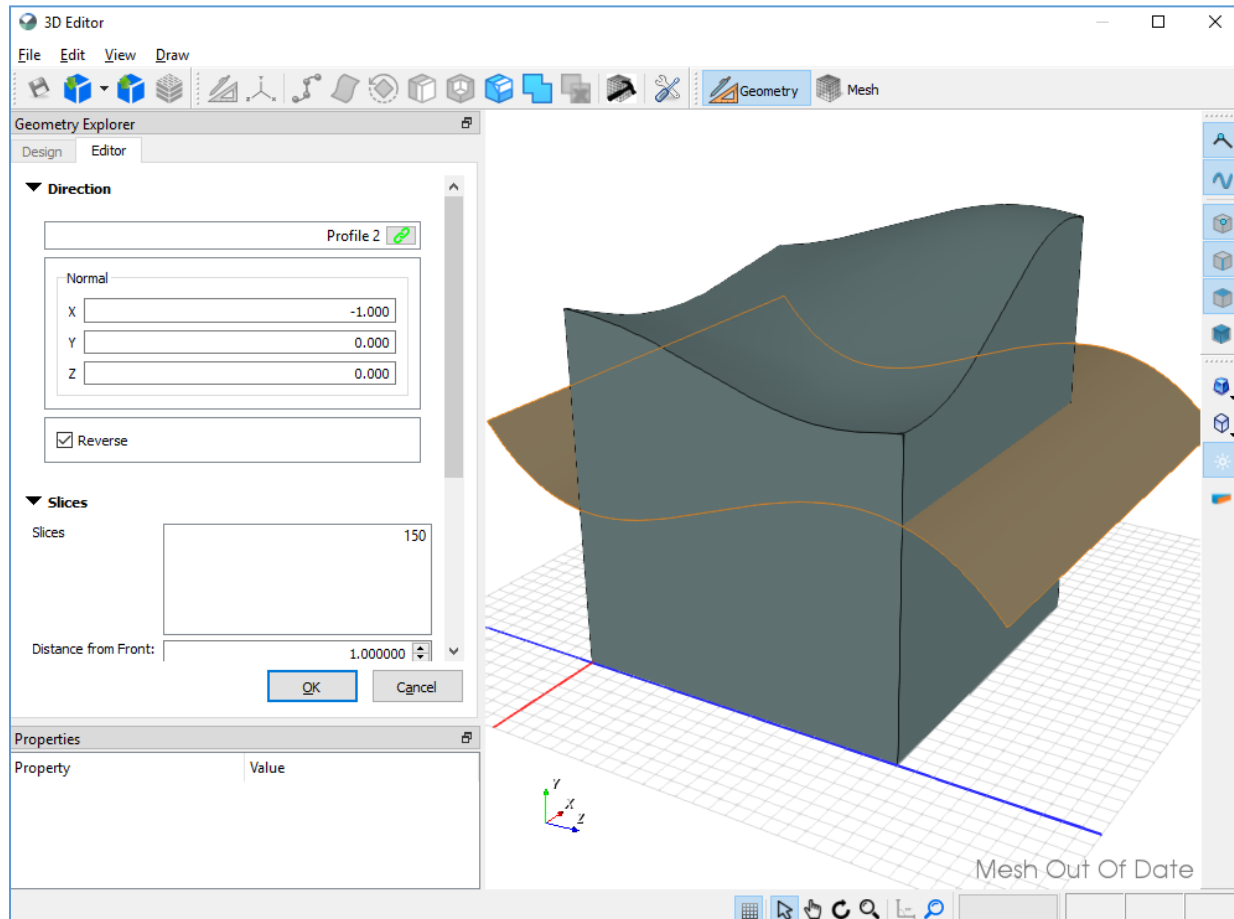 3D Editor
File Edit View Draw
Geometry Mesh
Geometry Explorer
Design Editor
Direction
Profile 2
Normal
X -1.000
Y 0.000
Z 0.000
Reverse
Slices
Slices 150
Distance from Front: 1.000000
OK Cancel
Properties
Property Value
Y
X
Z
Mesh Out Of Date